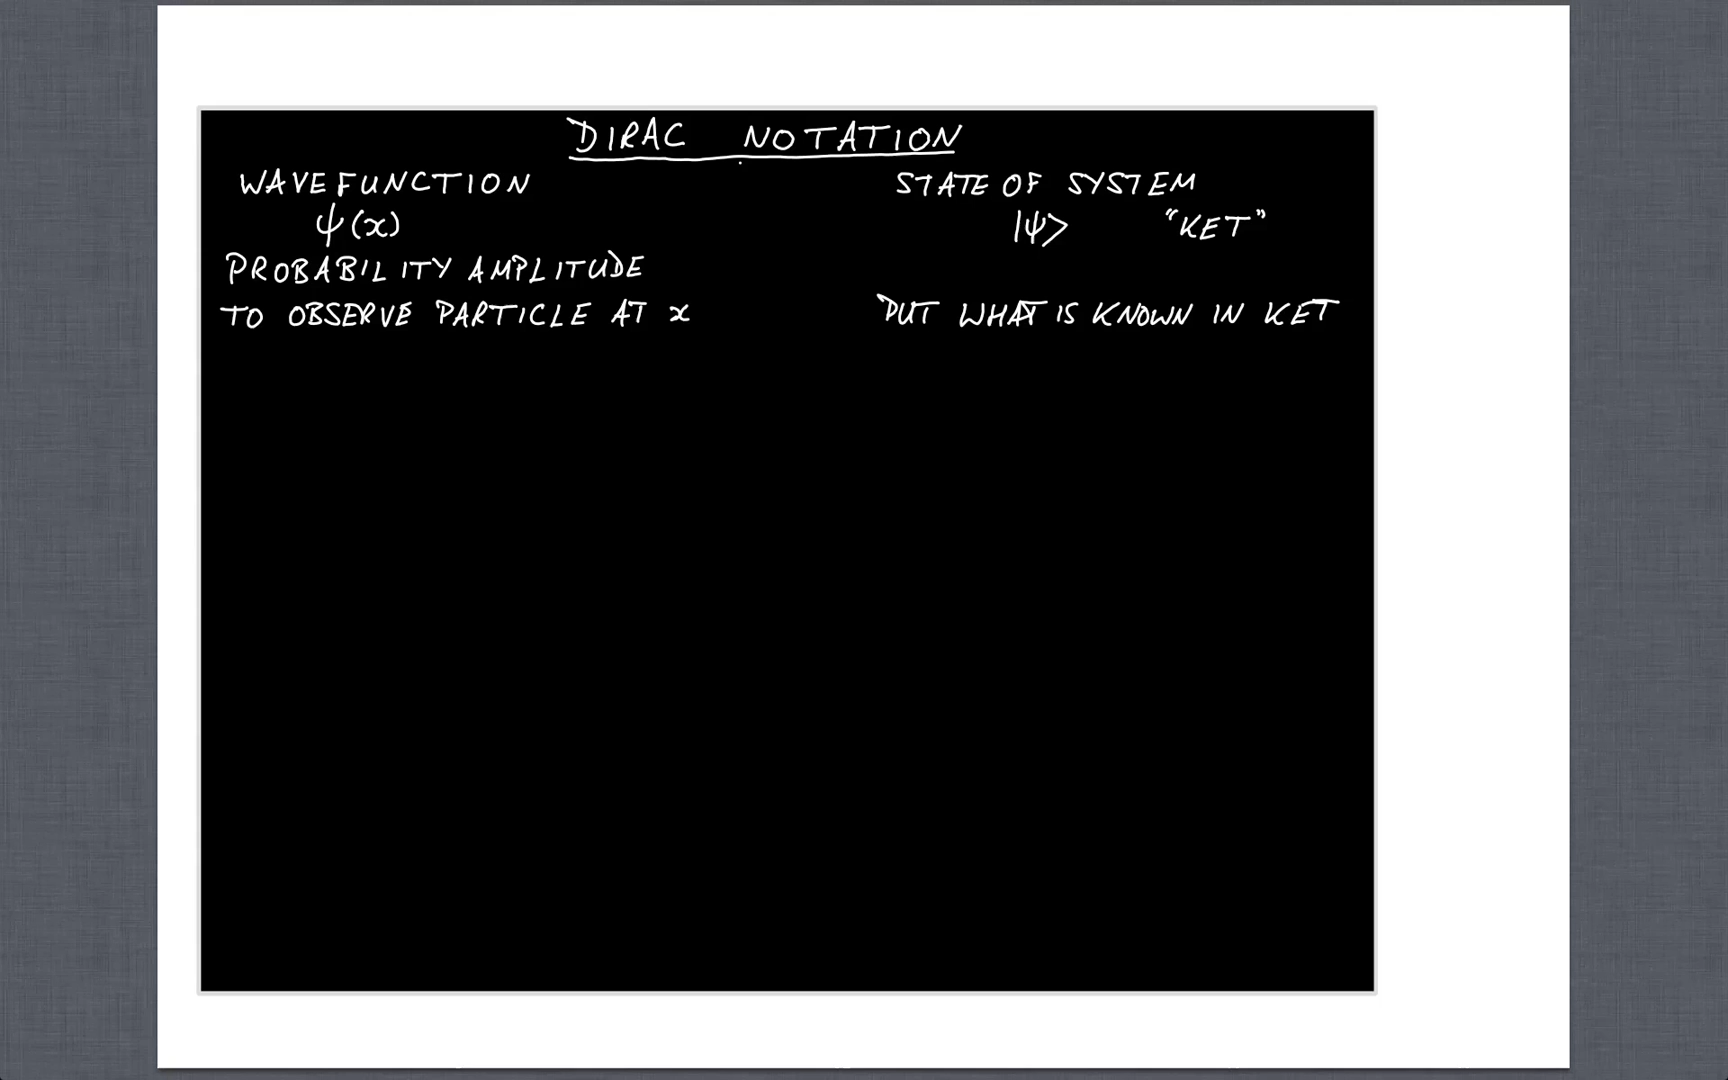 DIRAC NOTATION
WAVEFUNCTION
ψ(x)
PROBABILITY AMPLITUDE
TO OBSERVE PARTICLE AT x
STATE OF SYSTEM
|ψ> "KET"
PUT WHAT IS KNOWN IN KET